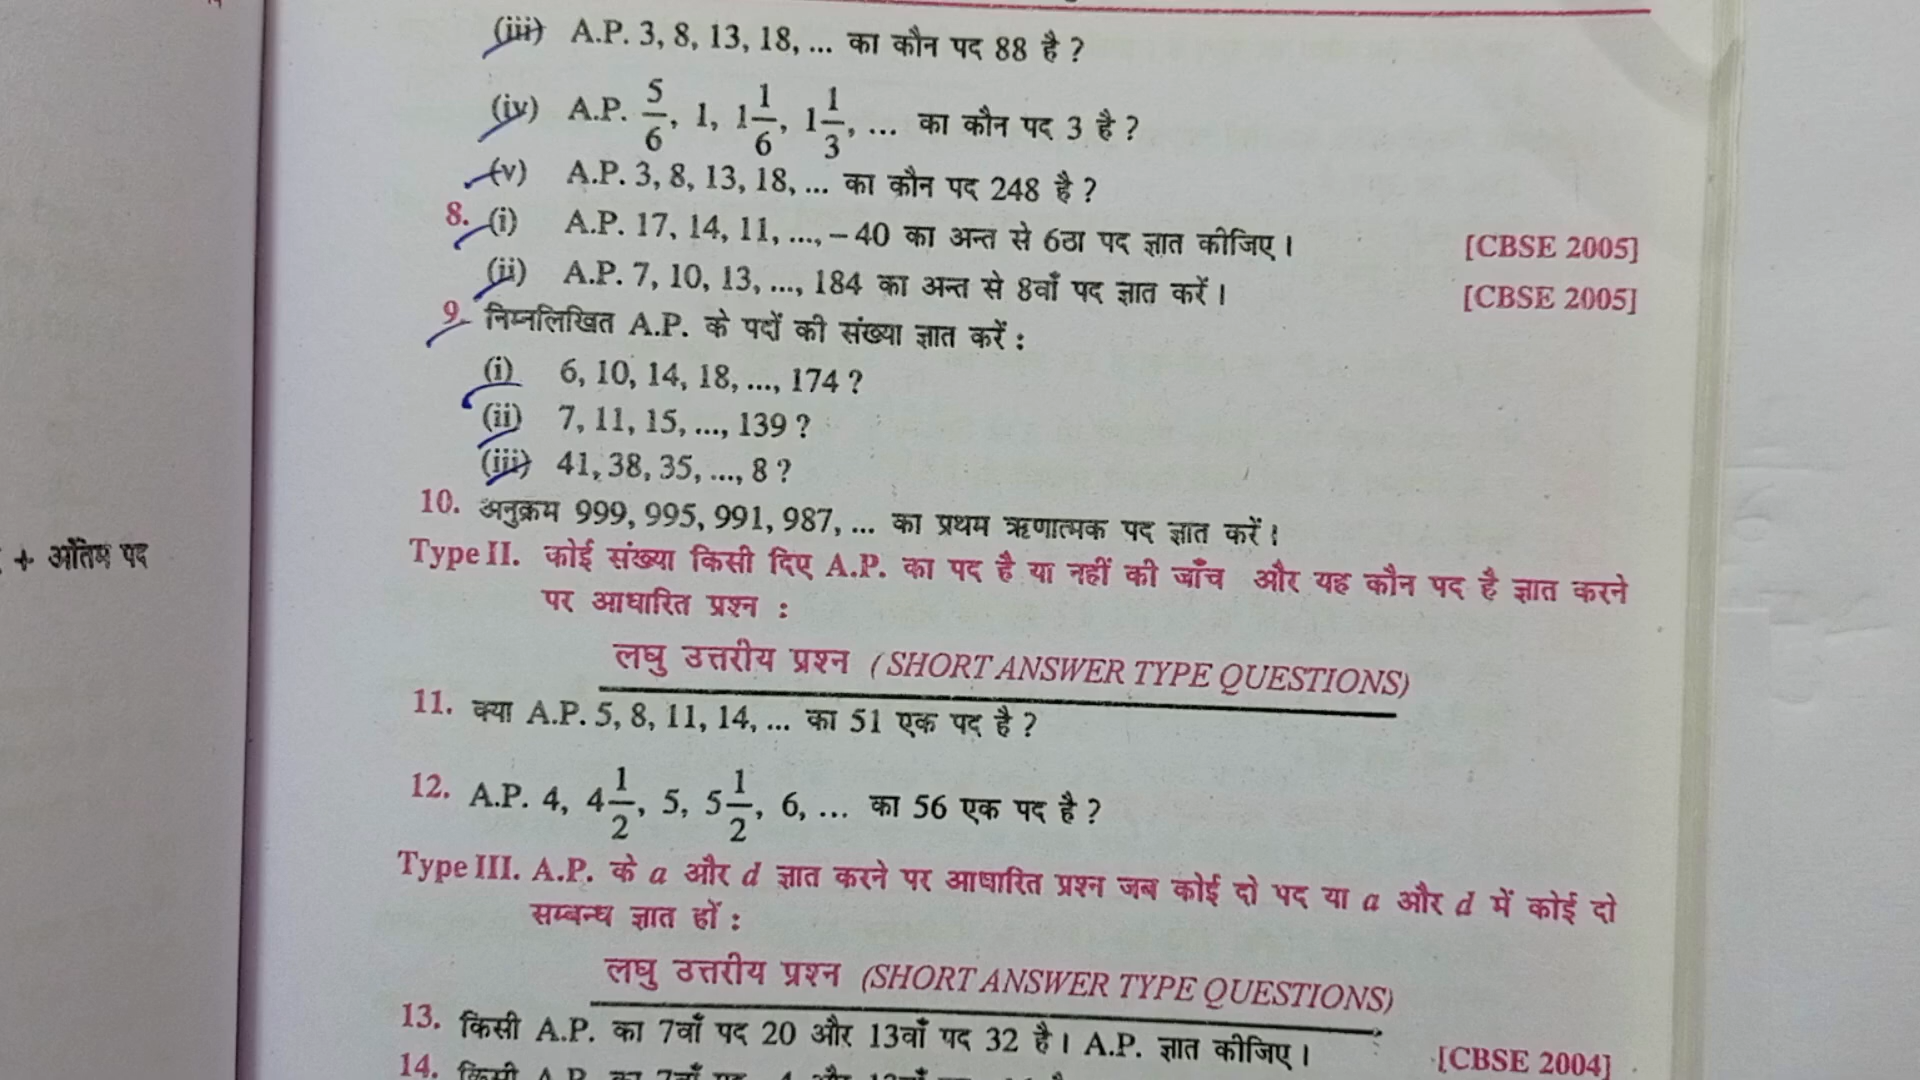 (iii) A.P. 3, 8, 13, 18, ... का कौन पद 88 है ?
(iv) A.P. 5/6, 1, 1 1/6, 1 1/3, ... का कौन पद 3 है ?
(v) A.P. 3, 8, 13, 18, ... का कौन पद 248 है ?
8. (i) A.P. 17, 14, 11, ..., – 40 का अन्त से 6ठा पद ज्ञात कीजिए। [CBSE 2005]
(ii) A.P. 7, 10, 13, ..., 184 का अन्त से 8वाँ पद ज्ञात करें। [CBSE 2005]
9. निम्नलिखित A.P. के पदों की संख्या ज्ञात करें :
(i) 6, 10, 14, 18, ..., 174 ?
(ii) 7, 11, 15, ..., 139 ?
(iii) 41, 38, 35, ..., 8 ?
10. अनुक्रम 999, 995, 991, 987, ... का प्रथम ऋणात्मक पद ज्ञात करें।
+ अंतिम पद
Type II. कोई संख्या किसी दिए A.P. का पद है या नहीं की जाँच और यह कौन पद है ज्ञात करने
पर आधारित प्रश्न :
लघु उत्तरीय प्रश्न (SHORT ANSWER TYPE QUESTIONS)
11. क्या A.P. 5, 8, 11, 14, ... का 51 एक पद है ?
12. A.P. 4, 4 1/2, 5, 5 1/2, 6, ... का 56 एक पद है ?
Type III. A.P. के a और d ज्ञात करने पर आधारित प्रश्न जब कोई दो पद या a और d में कोई दो
सम्बन्ध ज्ञात हों :
लघु उत्तरीय प्रश्न (SHORT ANSWER TYPE QUESTIONS)
13. किसी A.P. का 7वाँ पद 20 और 13वाँ पद 32 है। A.P. ज्ञात कीजिए। [CBSE 2004]
14. किसी A.P. का 7वाँ पद